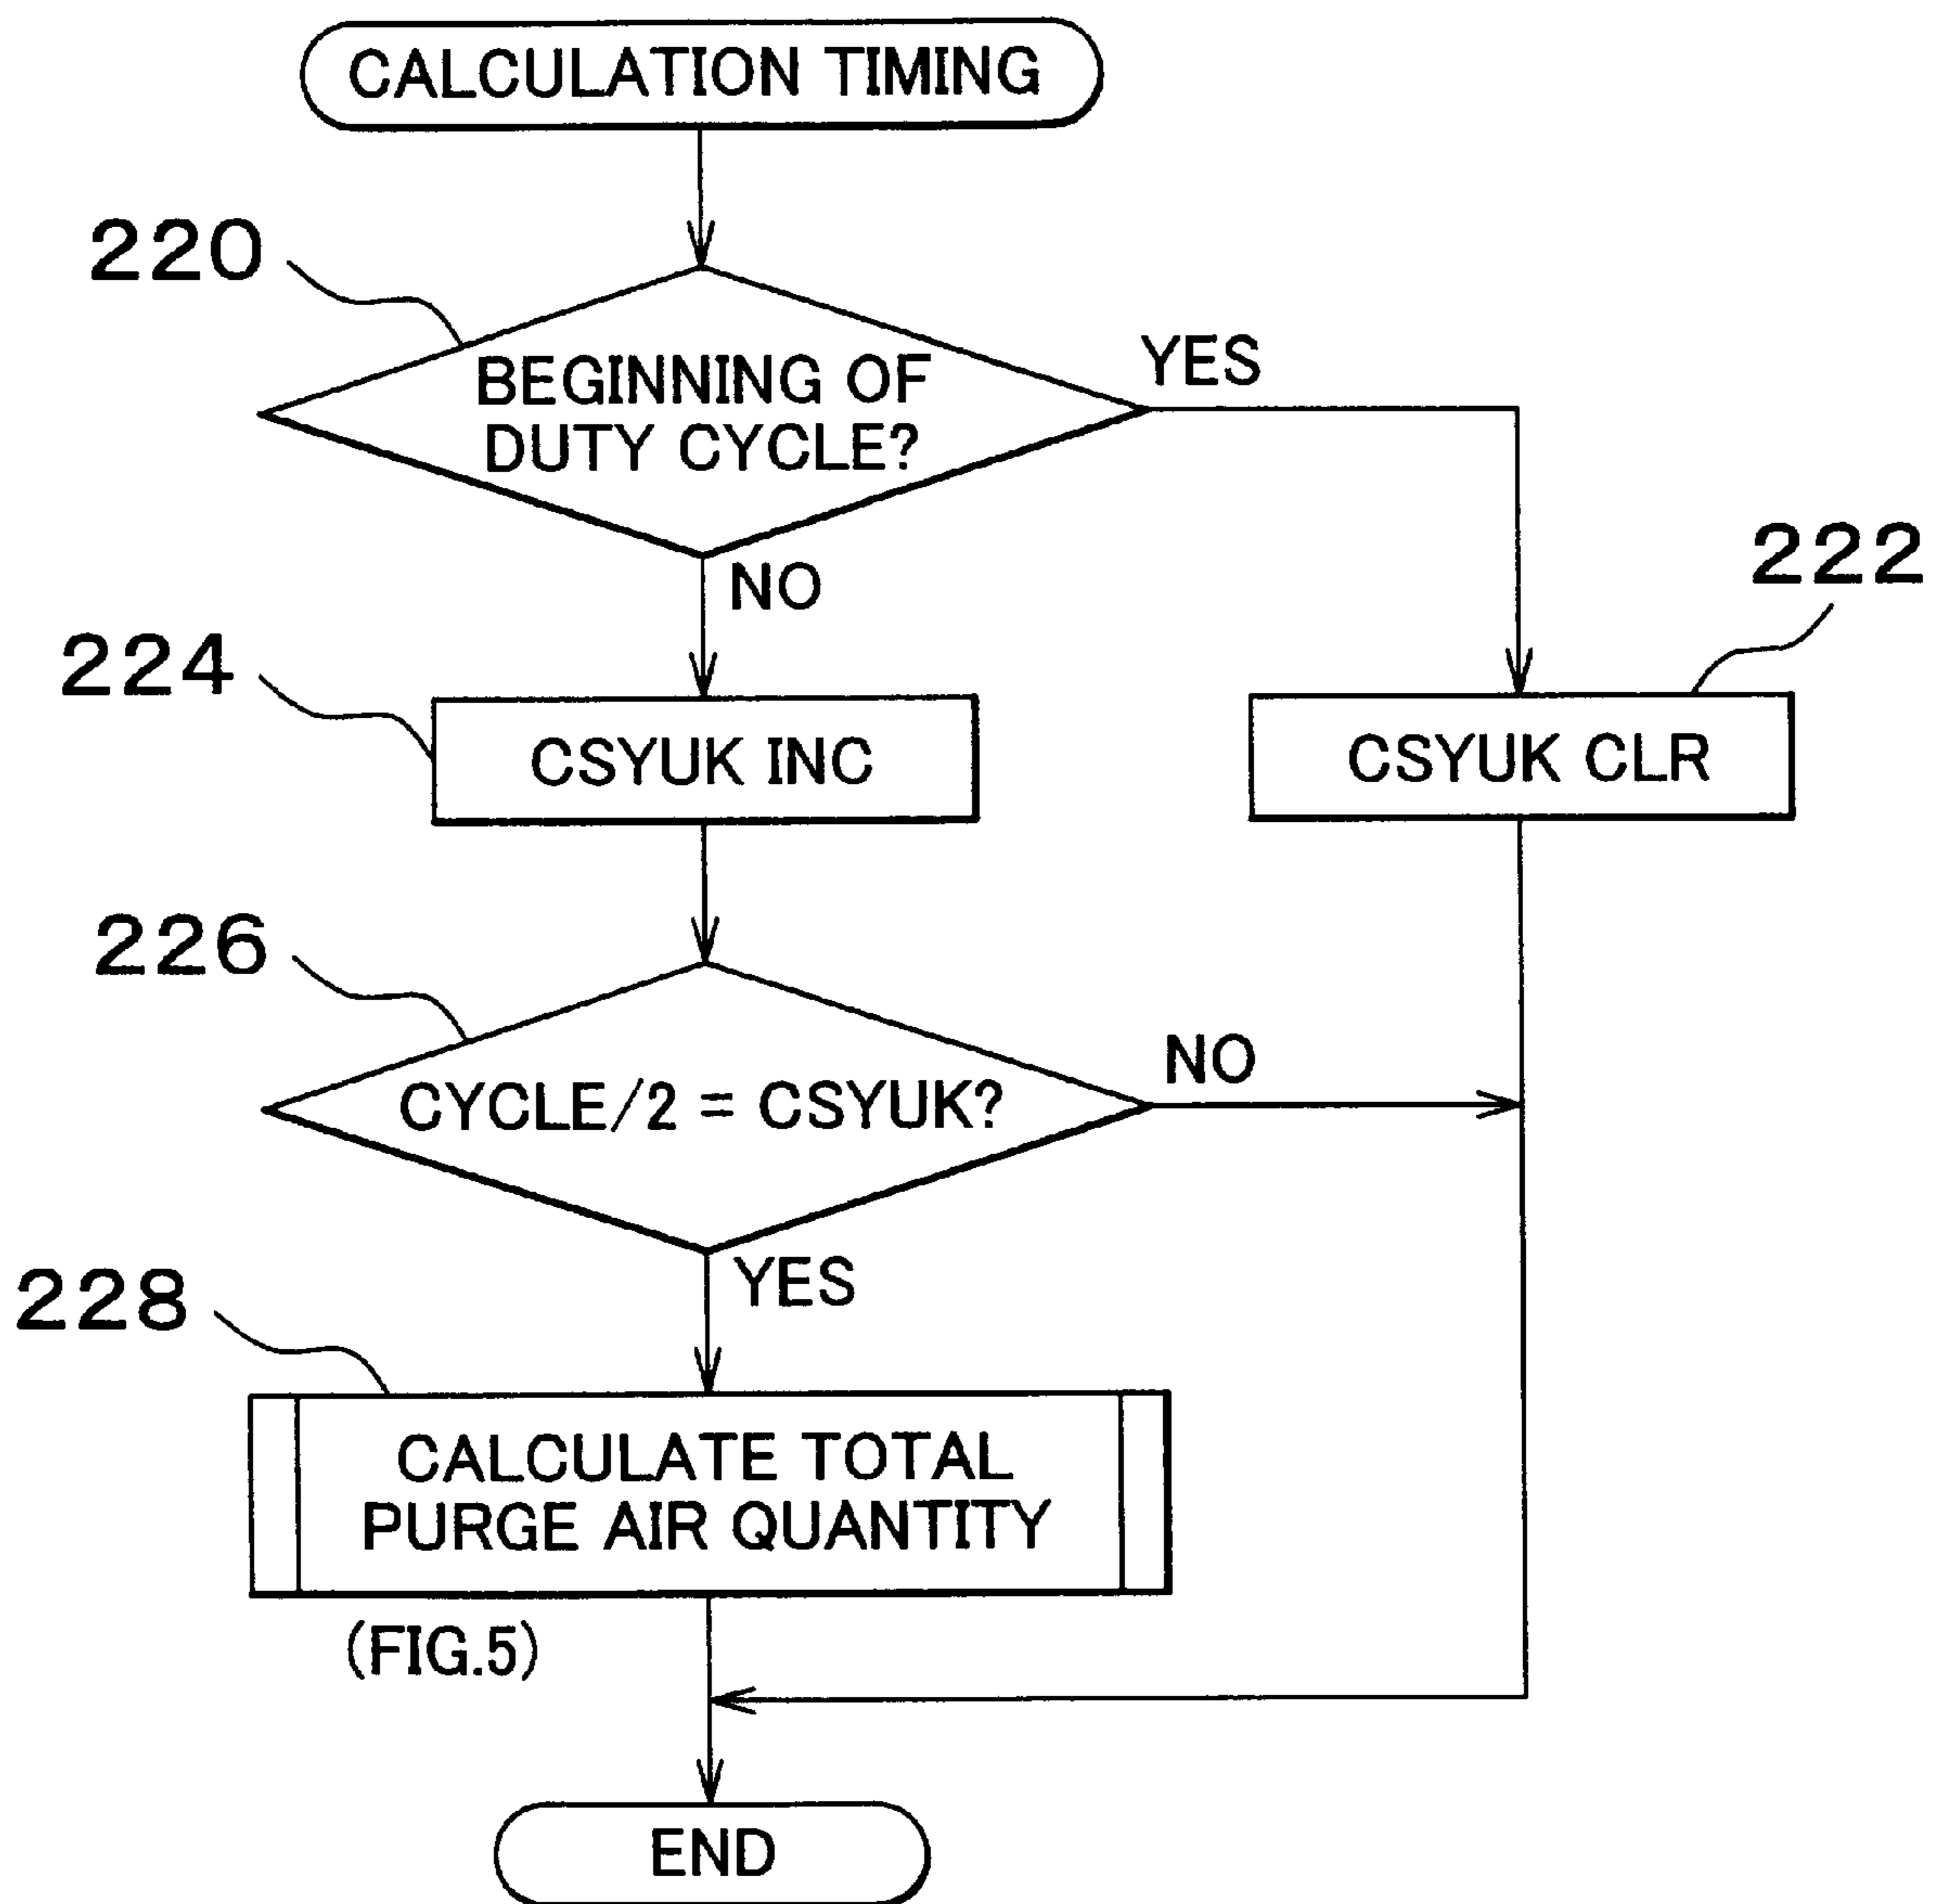 CALCULATION TIMING
220
BEGINNING OF
DUTY CYCLE?
YES
NO
222
224
CSYUK INC
CSYUK CLR
226
CYCLE/2 = CSYUK?
NO
YES
228
CALCULATE TOTAL
PURGE AIR QUANTITY
(FIG.5)
END